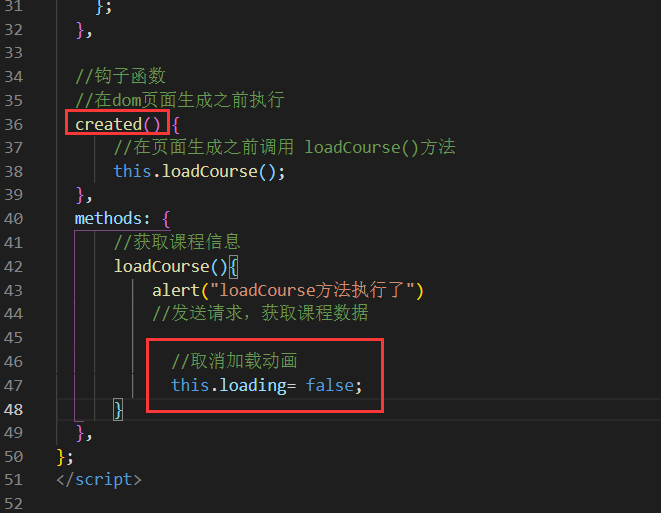 31 };
32 },
33
34 //钩子函数
35 //在dom页面生成之前执行
36 created() {
37 //在页面生成之前调用 loadCourse()方法
38 this.loadCourse();
39 },
40 methods: {
41 //获取课程信息
42 loadCourse(){
43 alert("loadCourse方法执行了")
44 //发送请求，获取课程数据
45
46 //取消加载动画
47 this.loading= false;
48 }
49 },
50 };
51 </script>
52